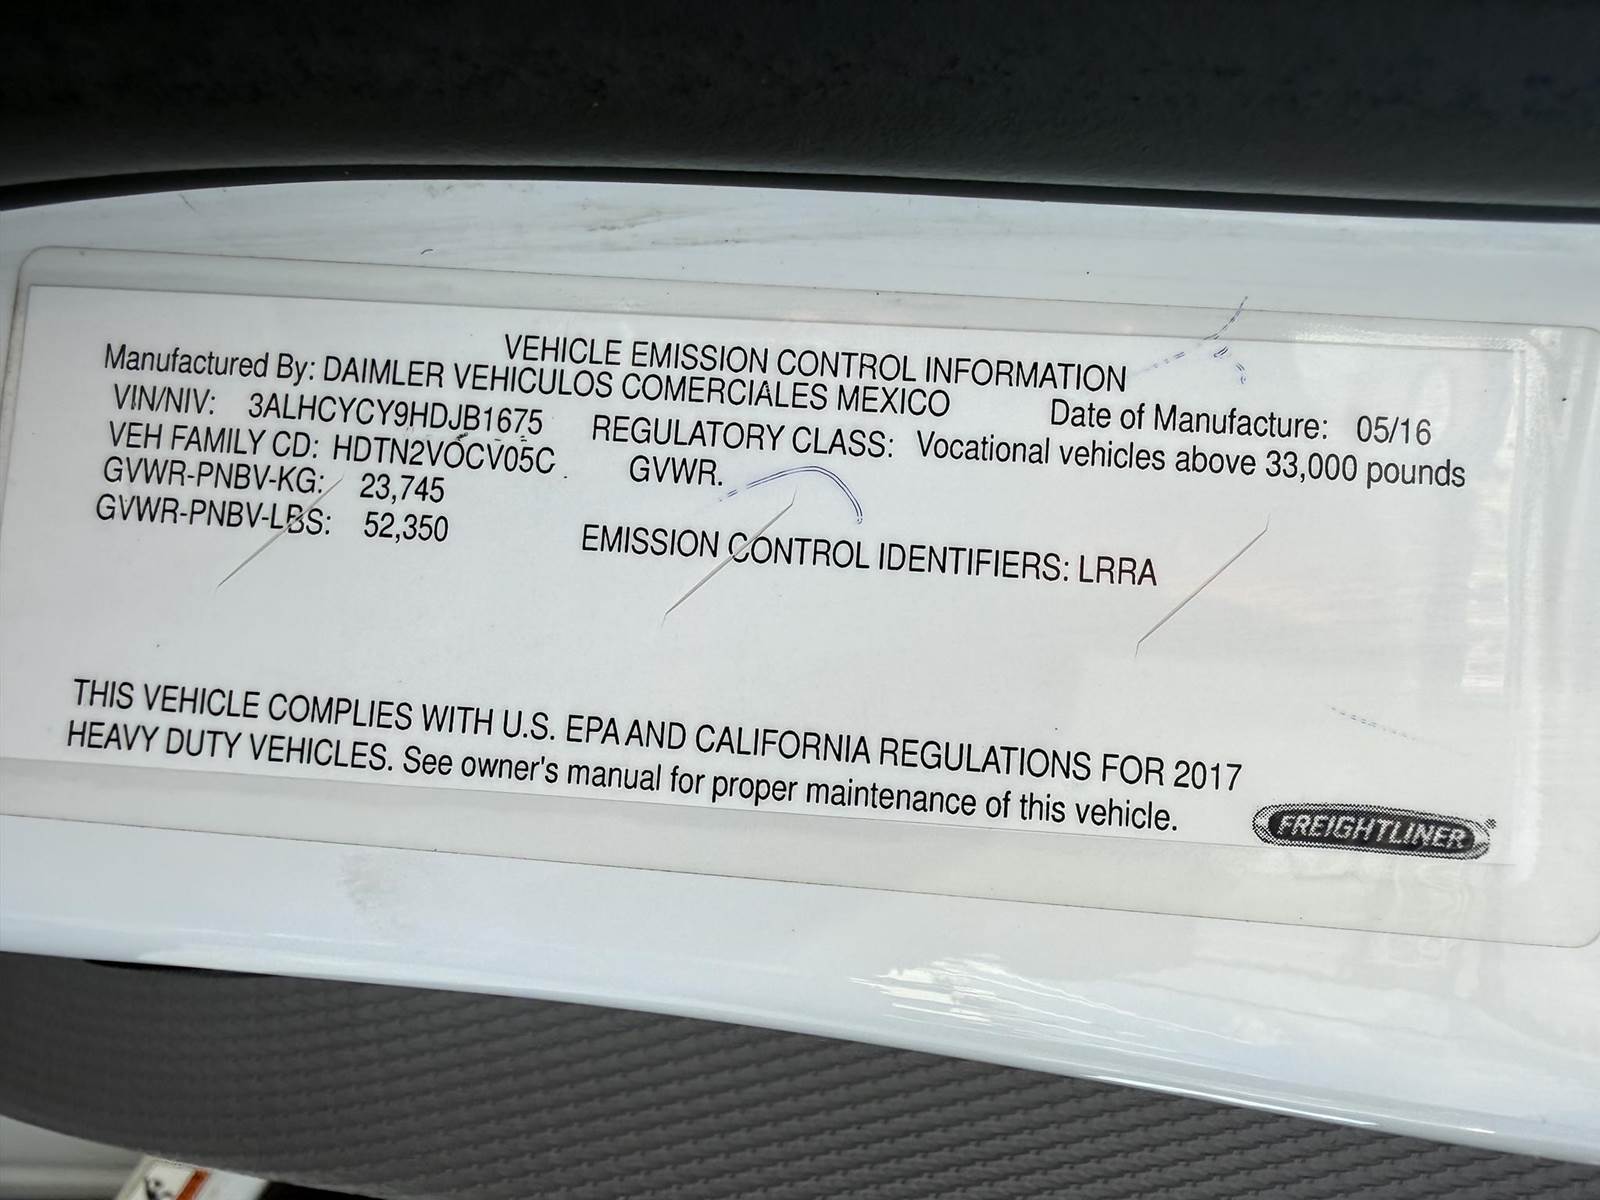 VEHICLE EMISSION CONTROL INFORMATION
Manufactured By: DAIMLER VEHICULOS COMERCIALES MEXICO Date of Manufacture: 05/16
VIN/NIV: 3ALHCYCY9HDJB1675 REGULATORY CLASS: Vocational vehicles above 33,000 pounds
VEH FAMILY CD: HDTN2VOCV05C GVWR.
GVWR-PNBV-KG: 23,745
GVWR-PNBV-LBS: 52,350 EMISSION CONTROL IDENTIFIERS: LRRA
THIS VEHICLE COMPLIES WITH U.S. EPA AND CALIFORNIA REGULATIONS FOR 2017
HEAVY DUTY VEHICLES. See owner's manual for proper maintenance of this vehicle.
FREIGHTLINER